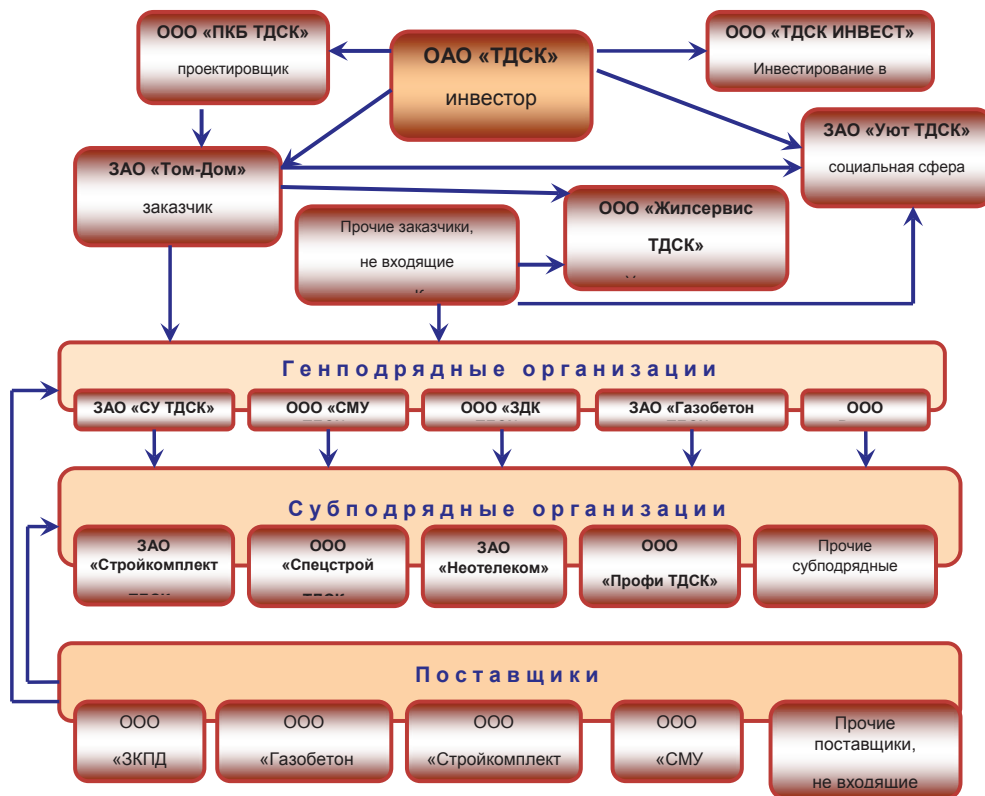 ООО «ПКБ ТДСК»
проектировщик
ОАО «ТДСК»
инвестор
ООО «ТДСК ИНВЕСТ»
Инвестирование в
ЗАО «Уют ТДСК»
социальная сфера
ЗАО «Том-Дом»
заказчик
Прочие заказчики,
не входящие
ООО «Жилсервис
ТДСК»
Генподрядные организации
ЗАО «СУ ТДСК»
ООО «СМУ
ООО «ЗДК
ЗАО «Газобетон
ООО
Субподрядные организации
ЗАО
«Стройкомплект
ООО
«Спецстрой
ТДСК
ЗАО
«Неотелеком»
ООО
«Профи ТДСК»
Прочие
субподрядные
Поставщики
ООО
«ЗКПД
ООО
«Газобетон
ООО
«Стройкомплект
ООО
«СМУ
Прочие
поставщики,
не входящие